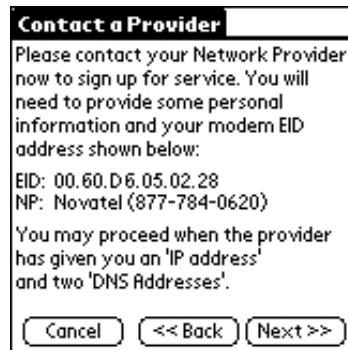 Contact a Provider
Please contact your Network Provider
now to sign up for service. You will
need to provide some personal
information and your modem EID
address shown below:
EID: 00.60.D6.05.02.28
NP: Novatel (877-784-0620)
You may proceed when the provider
has given you an 'IP address'
and two 'DNS Addresses'.
Cancel << Back Next >>